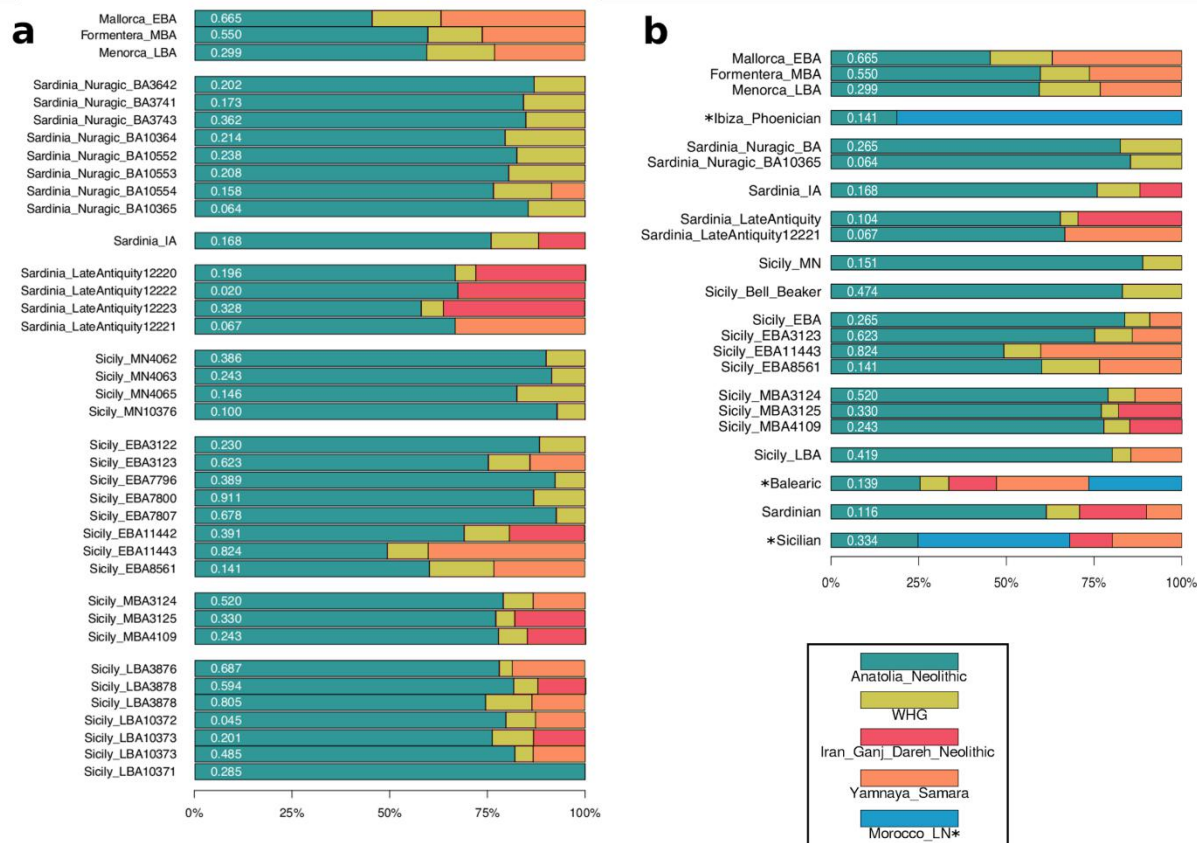 a
Mallorca_EBA 0.665
Formentera_MBA 0.550
Menorca_LBA 0.299
Sardinia_Nuragic_BA3642 0.202
Sardinia_Nuragic_BA3741 0.173
Sardinia_Nuragic_BA3743 0.362
Sardinia_Nuragic_BA10364 0.214
Sardinia_Nuragic_BA10552 0.238
Sardinia_Nuragic_BA10553 0.208
Sardinia_Nuragic_BA10554 0.158
Sardinia_Nuragic_BA10365 0.064
Sardinia_IA 0.168
Sardinia_LateAntiquity12220 0.196
Sardinia_LateAntiquity12222 0.020
Sardinia_LateAntiquity12223 0.328
Sardinia_LateAntiquity12221 0.067
Sicily_MN4062 0.386
Sicily_MN4063 0.243
Sicily_MN4065 0.146
Sicily_MN10376 0.100
Sicily_EBA3122 0.230
Sicily_EBA3123 0.623
Sicily_EBA7796 0.389
Sicily_EBA7800 0.911
Sicily_EBA7807 0.678
Sicily_EBA11442 0.391
Sicily_EBA11443 0.824
Sicily_EBA8561 0.141
Sicily_MBA3124 0.520
Sicily_MBA3125 0.330
Sicily_MBA4109 0.243
Sicily_LBA3876 0.687
Sicily_LBA3878 0.594
Sicily_LBA3878 0.805
Sicily_LBA10372 0.045
Sicily_LBA10373 0.201
Sicily_LBA10373 0.485
Sicily_LBA10371 0.285
0% 25% 50% 75% 100%
b
Mallorca_EBA 0.665
Formentera_MBA 0.550
Menorca_LBA 0.299
*Ibiza_Phoenician 0.141
Sardinia_Nuragic_BA 0.265
Sardinia_Nuragic_BA10365 0.064
Sardinia_IA 0.168
Sardinia_LateAntiquity 0.104
Sardinia_LateAntiquity12221 0.067
Sicily_MN 0.151
Sicily_Bell_Beaker 0.474
Sicily_EBA 0.265
Sicily_EBA3123 0.623
Sicily_EBA11443 0.824
Sicily_EBA8561 0.141
Sicily_MBA3124 0.520
Sicily_MBA3125 0.330
Sicily_MBA4109 0.243
Sicily_LBA 0.419
*Balearic 0.139
Sardinian 0.116
*Sicilian 0.334
0% 25% 50% 75% 100%
Anatolia_Neolithic
WHG
Iran_Ganj_Dareh_Neolithic
Yamnaya_Samara
Morocco_LN*